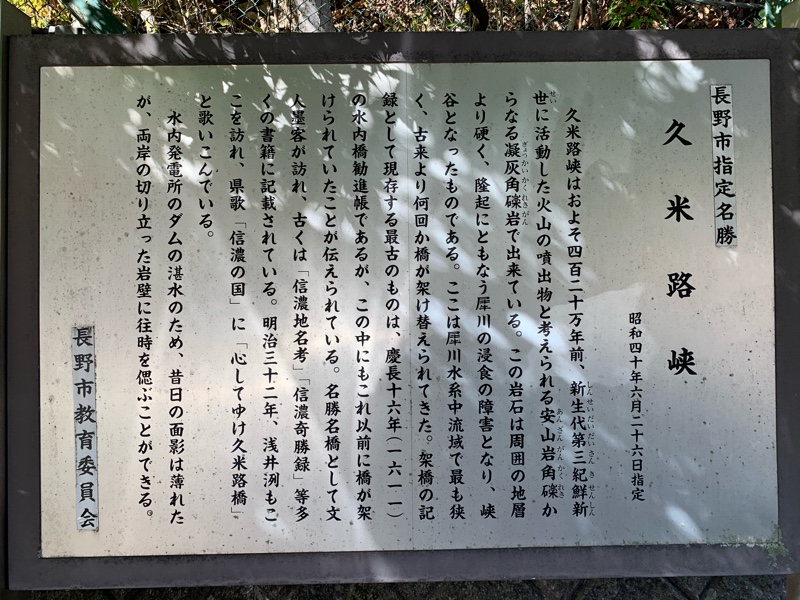 長野市指定名勝
久米路峡
昭和四十年六月二十六日指定
久米路峡はおよそ四百二十万年前、新生代第三紀鮮新
世に活動した火山の噴出物と考えられる安山岩角礫か
らなる凝灰角礫岩で出来ている。この岩石は周囲の地層
より硬く、隆起にともなう犀川の浸食の障害となり、峡
谷となったものである。ここは犀川水系中流域で最も狭
く、古来より何回か橋が架け替えられてきた。架橋の記
録として現存する最古のものは、慶長十六年(一六一一)
の水内橋勧進帳であるが、この中にもこれ以前に橋が架
けられていたことが伝えられている。名勝名橋として文
人墨客が訪れ、古くは「信濃地名考」「信濃奇勝録」等多
くの書籍に記載されている。明治三十二年、浅井洌もこ
こを訪れ、県歌「信濃の国」に「心してゆけ久米路橋」
と歌いこんでいる。
水内発電所のダムの湛水のため、昔日の面影は薄れた
が、両岸の切り立った岩壁に往時を偲ぶことができる。
長野市教育委員会